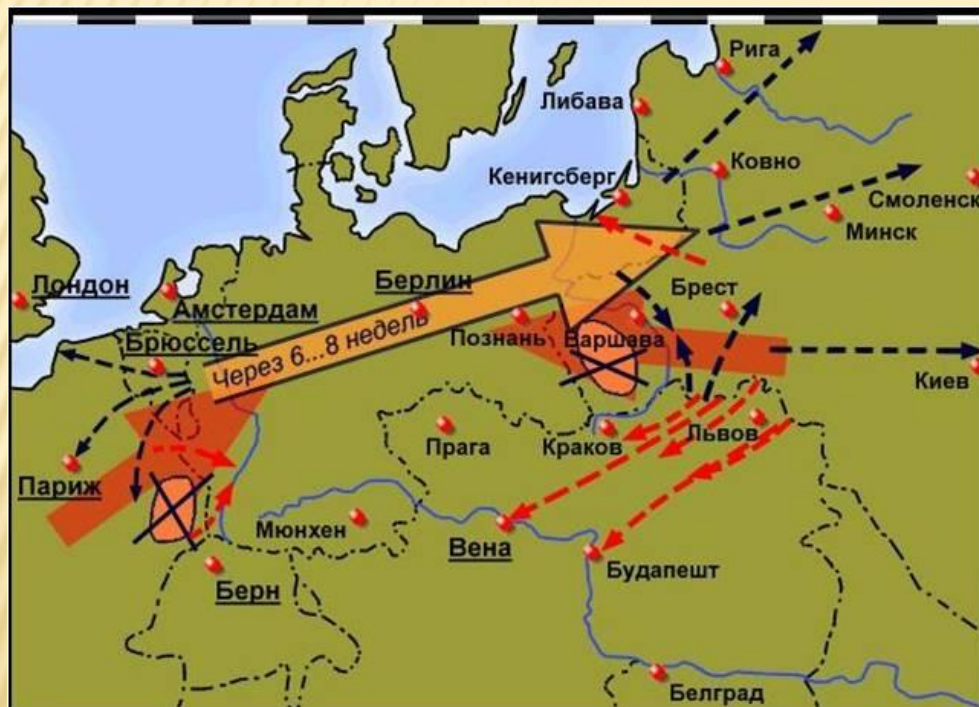 Рига
Либава
Ковно
Кенигсберг
Смоленск
Минск
Лондон
Амстердам
Берлин
Брест
Брюссель
Через 6...8 недель
Познань
Варшава
Киев
Прага
Краков
Львов
Париж
Мюнхен
Вена
Будапешт
Берн
Белград